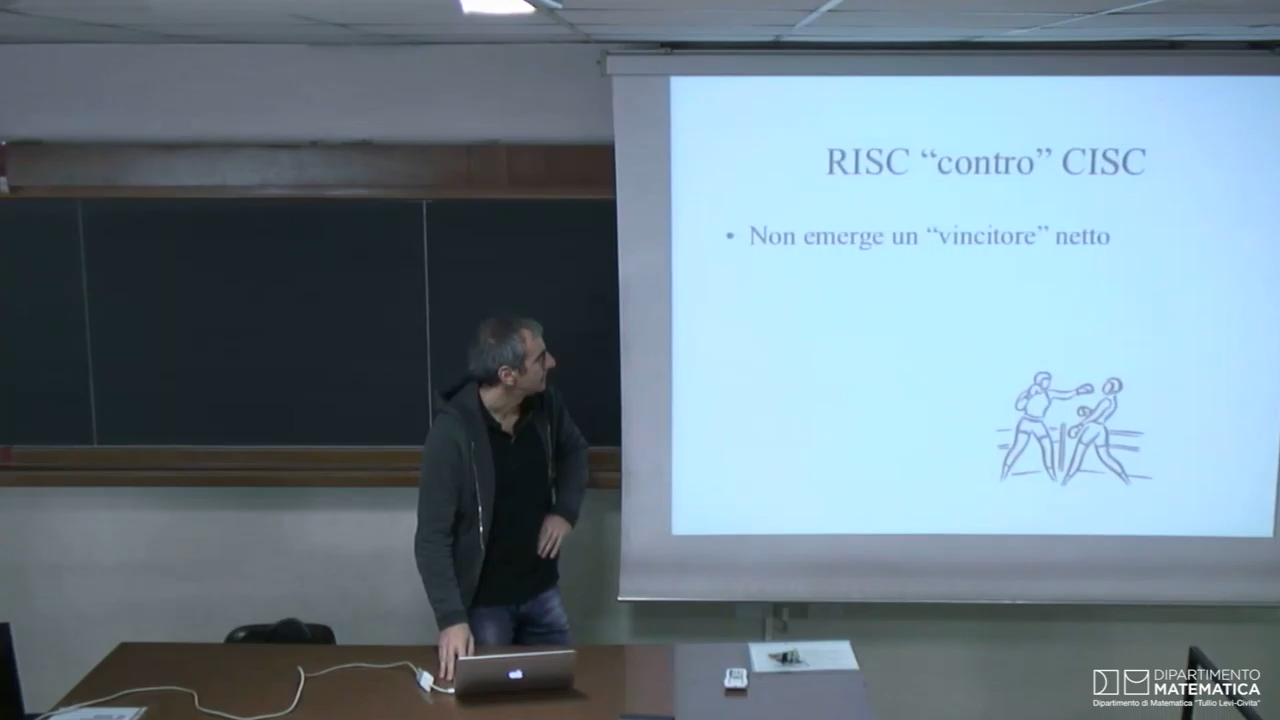 RISC “contro” CISC
• Non emerge un “vincitore” netto
DIPARTIMENTO
MATEMATICA
Dipartimento di Matematica “Tullio Levi-Civita”